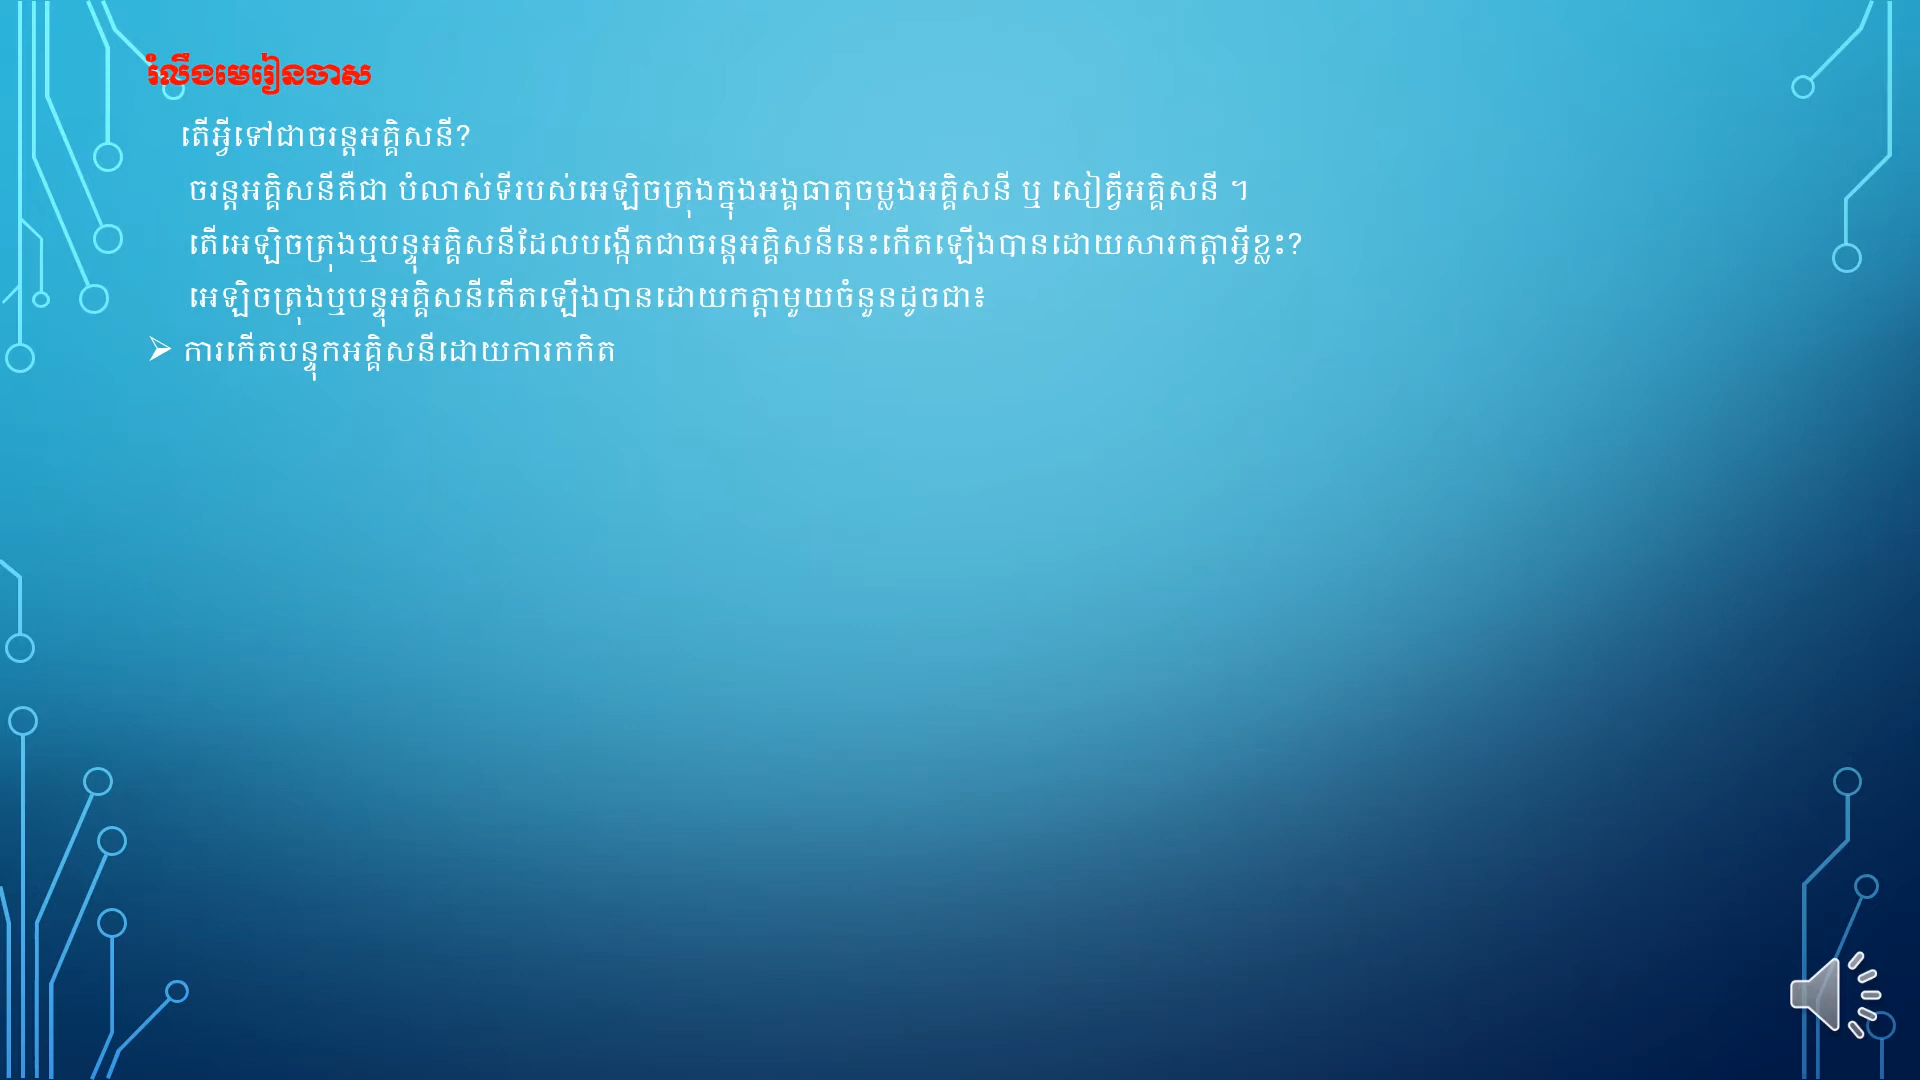 រំលឹងមេរៀនចាស
តើអ្វីទៅជាចរន្តអគ្គិសនី?
ចរន្តអគ្គិសនីគឺជា បំលាស់ទីរបស់អេឡិចត្រុងក្នុងអង្គធាតុចម្លងអគ្គិសនី ឬ សៀគ្វីអគ្គិសនី ។
តើអេឡិចត្រុងឬបន្ទុអគ្គិសនីដែលបង្កើតជាចរន្តអគ្គិសនីនេះកើតឡើងបានដោយសារកត្តាអ្វីខ្លះ?
អេឡិចត្រុងឬបន្ទុអគ្គិសនីកើតឡើងបានដោយកត្តាមួយចំនួនដូចជា៖
➢ ការកើតបន្ទុកអគ្គិសនីដោយការកកិត